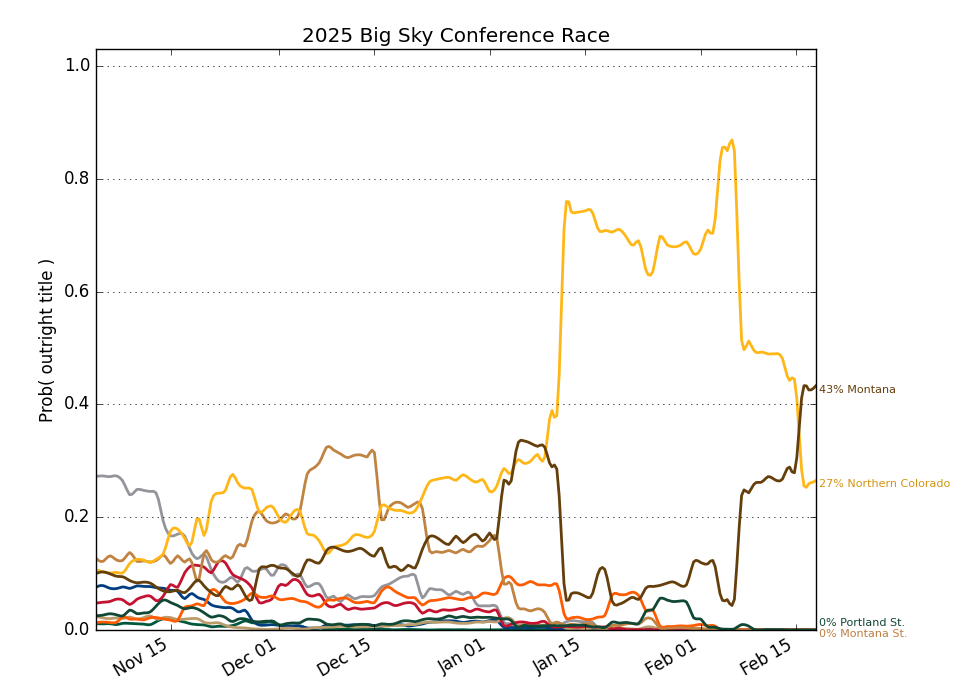 2025 Big Sky Conference Race
Prob( outright title )
1.0
0.8
0.6
0.4
0.2
0.0
43% Montana
27% Northern Colorado
0% Portland St.
0% Montana St.
Nov 15
Dec 01
Dec 15
Jan 01
Jan 15
Feb 01
Feb 15